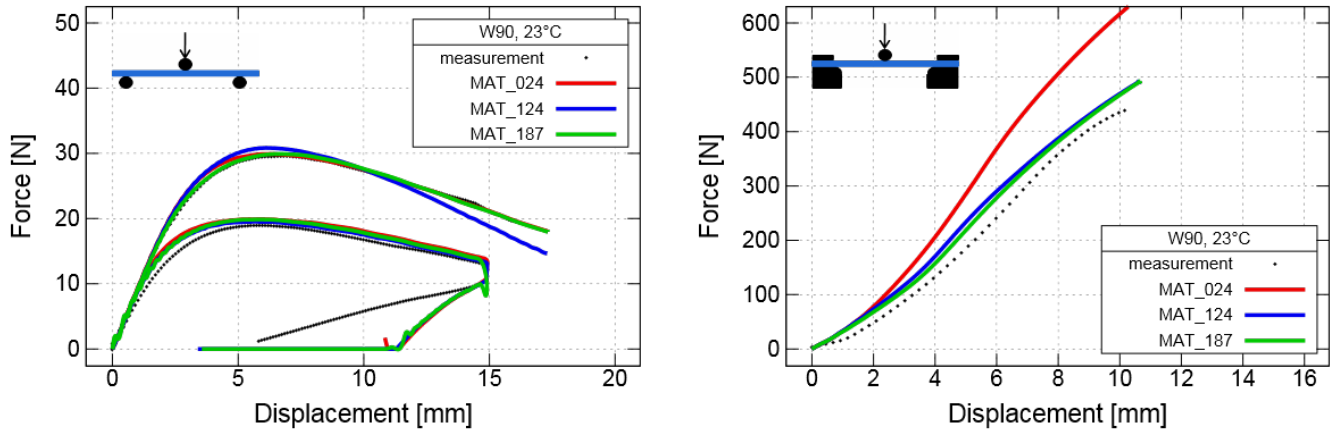 50
40
30
20
10
0
Force [N]
0
5
10
15
20
Displacement [mm]
W90, 23°C
measurement
MAT_024
MAT_124
MAT_187
600
500
400
300
200
100
0
Force [N]
0
2
4
6
8
10
12
14
16
Displacement [mm]
W90, 23°C
measurement
MAT_024
MAT_124
MAT_187